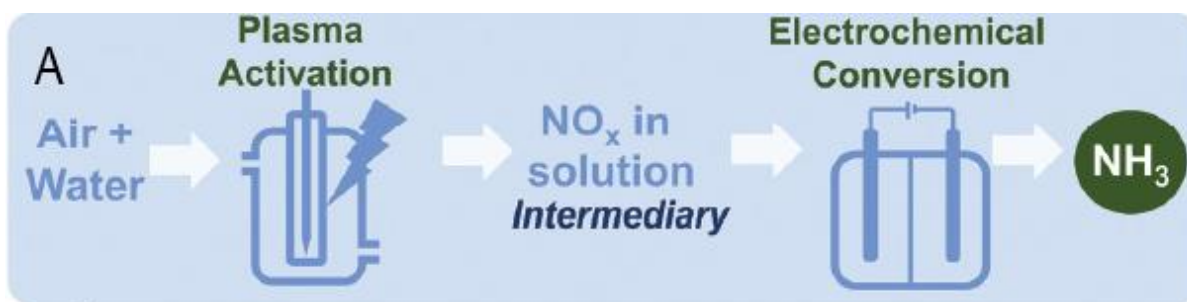 A
Plasma
Activation
Air +
Water
NOₓ in
solution
Intermediary
Electrochemical
Conversion
NH₃